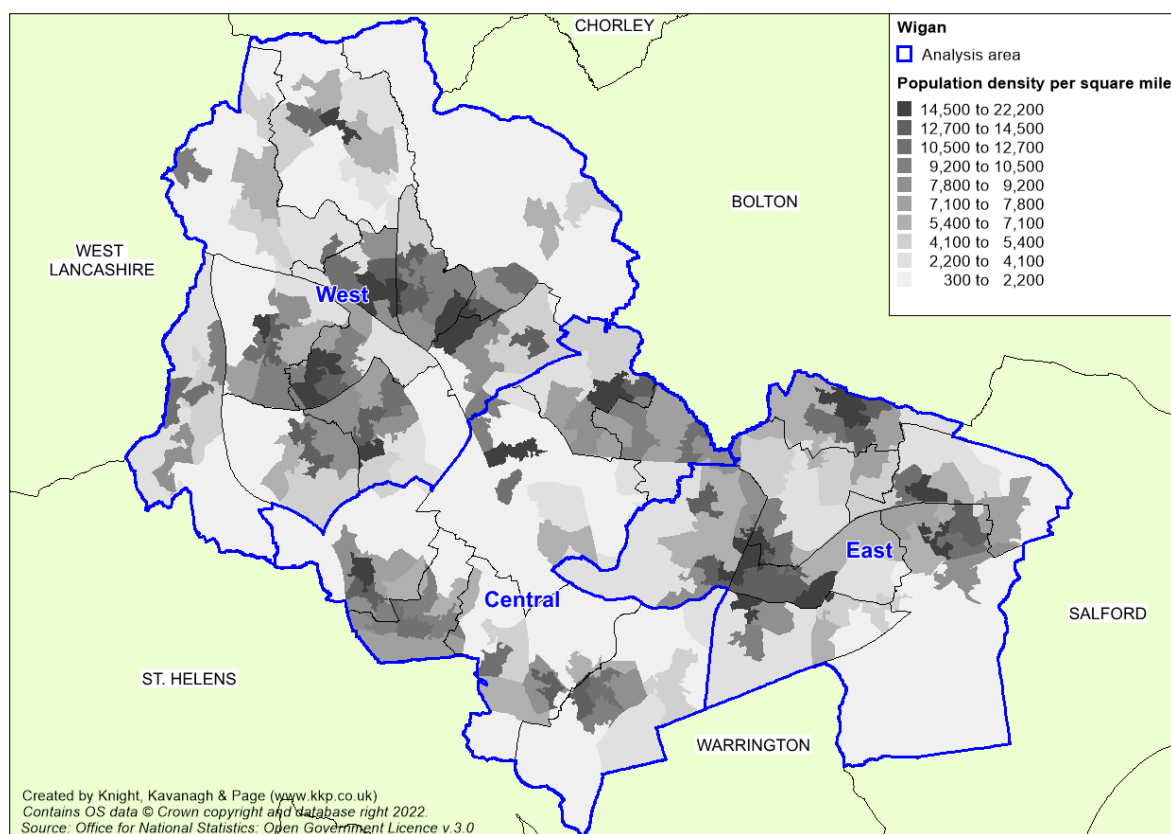 CHORLEY
Wigan
Analysis area
Population density per square mile
14,500 to 22,200
12,700 to 14,500
10,500 to 12,700
9,200 to 10,500
7,800 to 9,200
7,100 to 7,800
5,400 to 7,100
4,100 to 5,400
2,200 to 4,100
300 to 2,200
BOLTON
WEST
LANCASHIRE
West
East
Central
SALFORD
ST. HELENS
WARRINGTON
Created by Knight, Kavanagh & Page (www.kkp.co.uk)
Contains OS data © Crown copyright and database right 2022.
Source: Office for National Statistics: Open Government Licence v.3.0